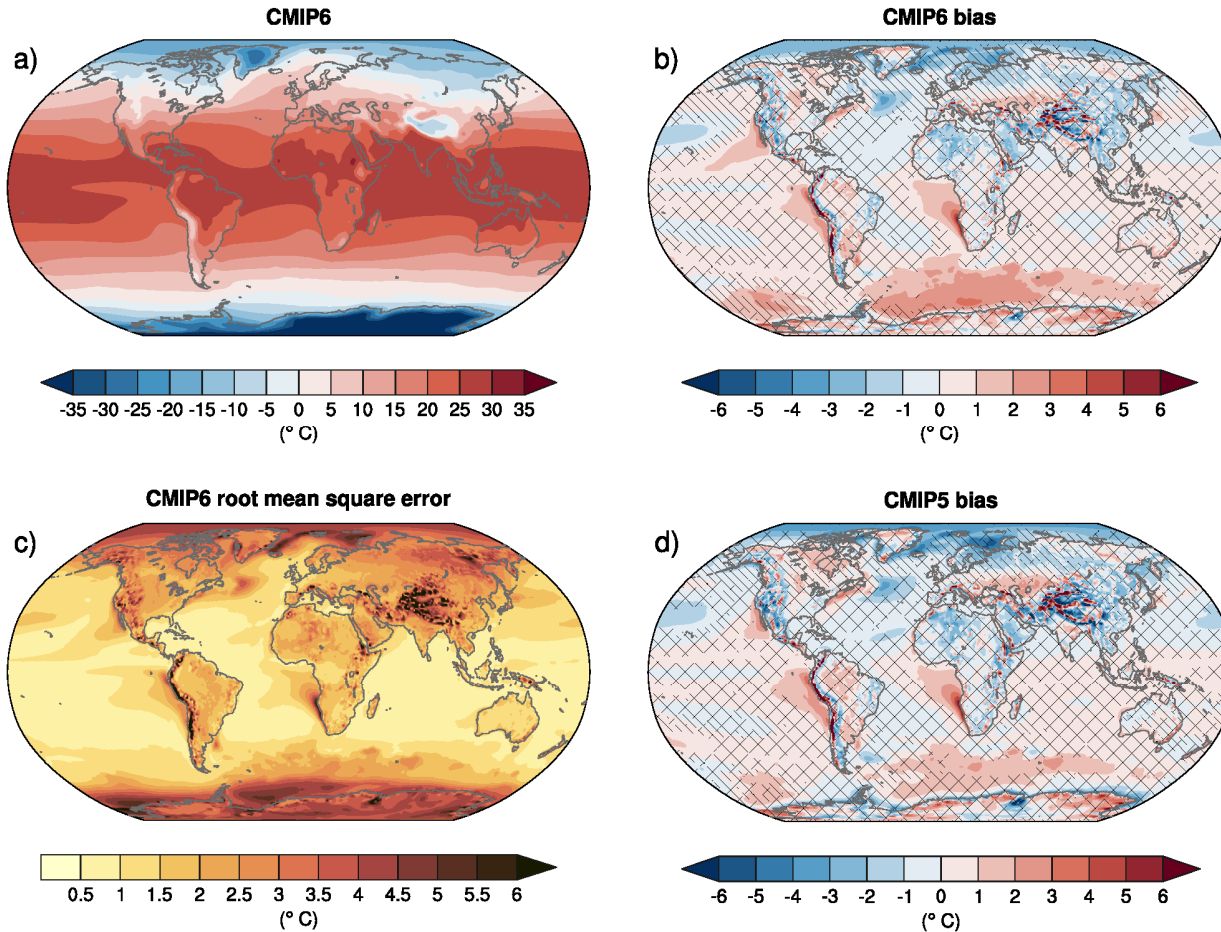 CMIP6
a)
-35 -30 -25 -20 -15 -10 -5 0 5 10 15 20 25 30 35
(° C)
CMIP6 bias
b)
-6 -5 -4 -3 -2 -1 0 1 2 3 4 5 6
(° C)
CMIP6 root mean square error
c)
0.5 1 1.5 2 2.5 3 3.5 4 4.5 5 5.5 6
(° C)
CMIP5 bias
d)
-6 -5 -4 -3 -2 -1 0 1 2 3 4 5 6
(° C)